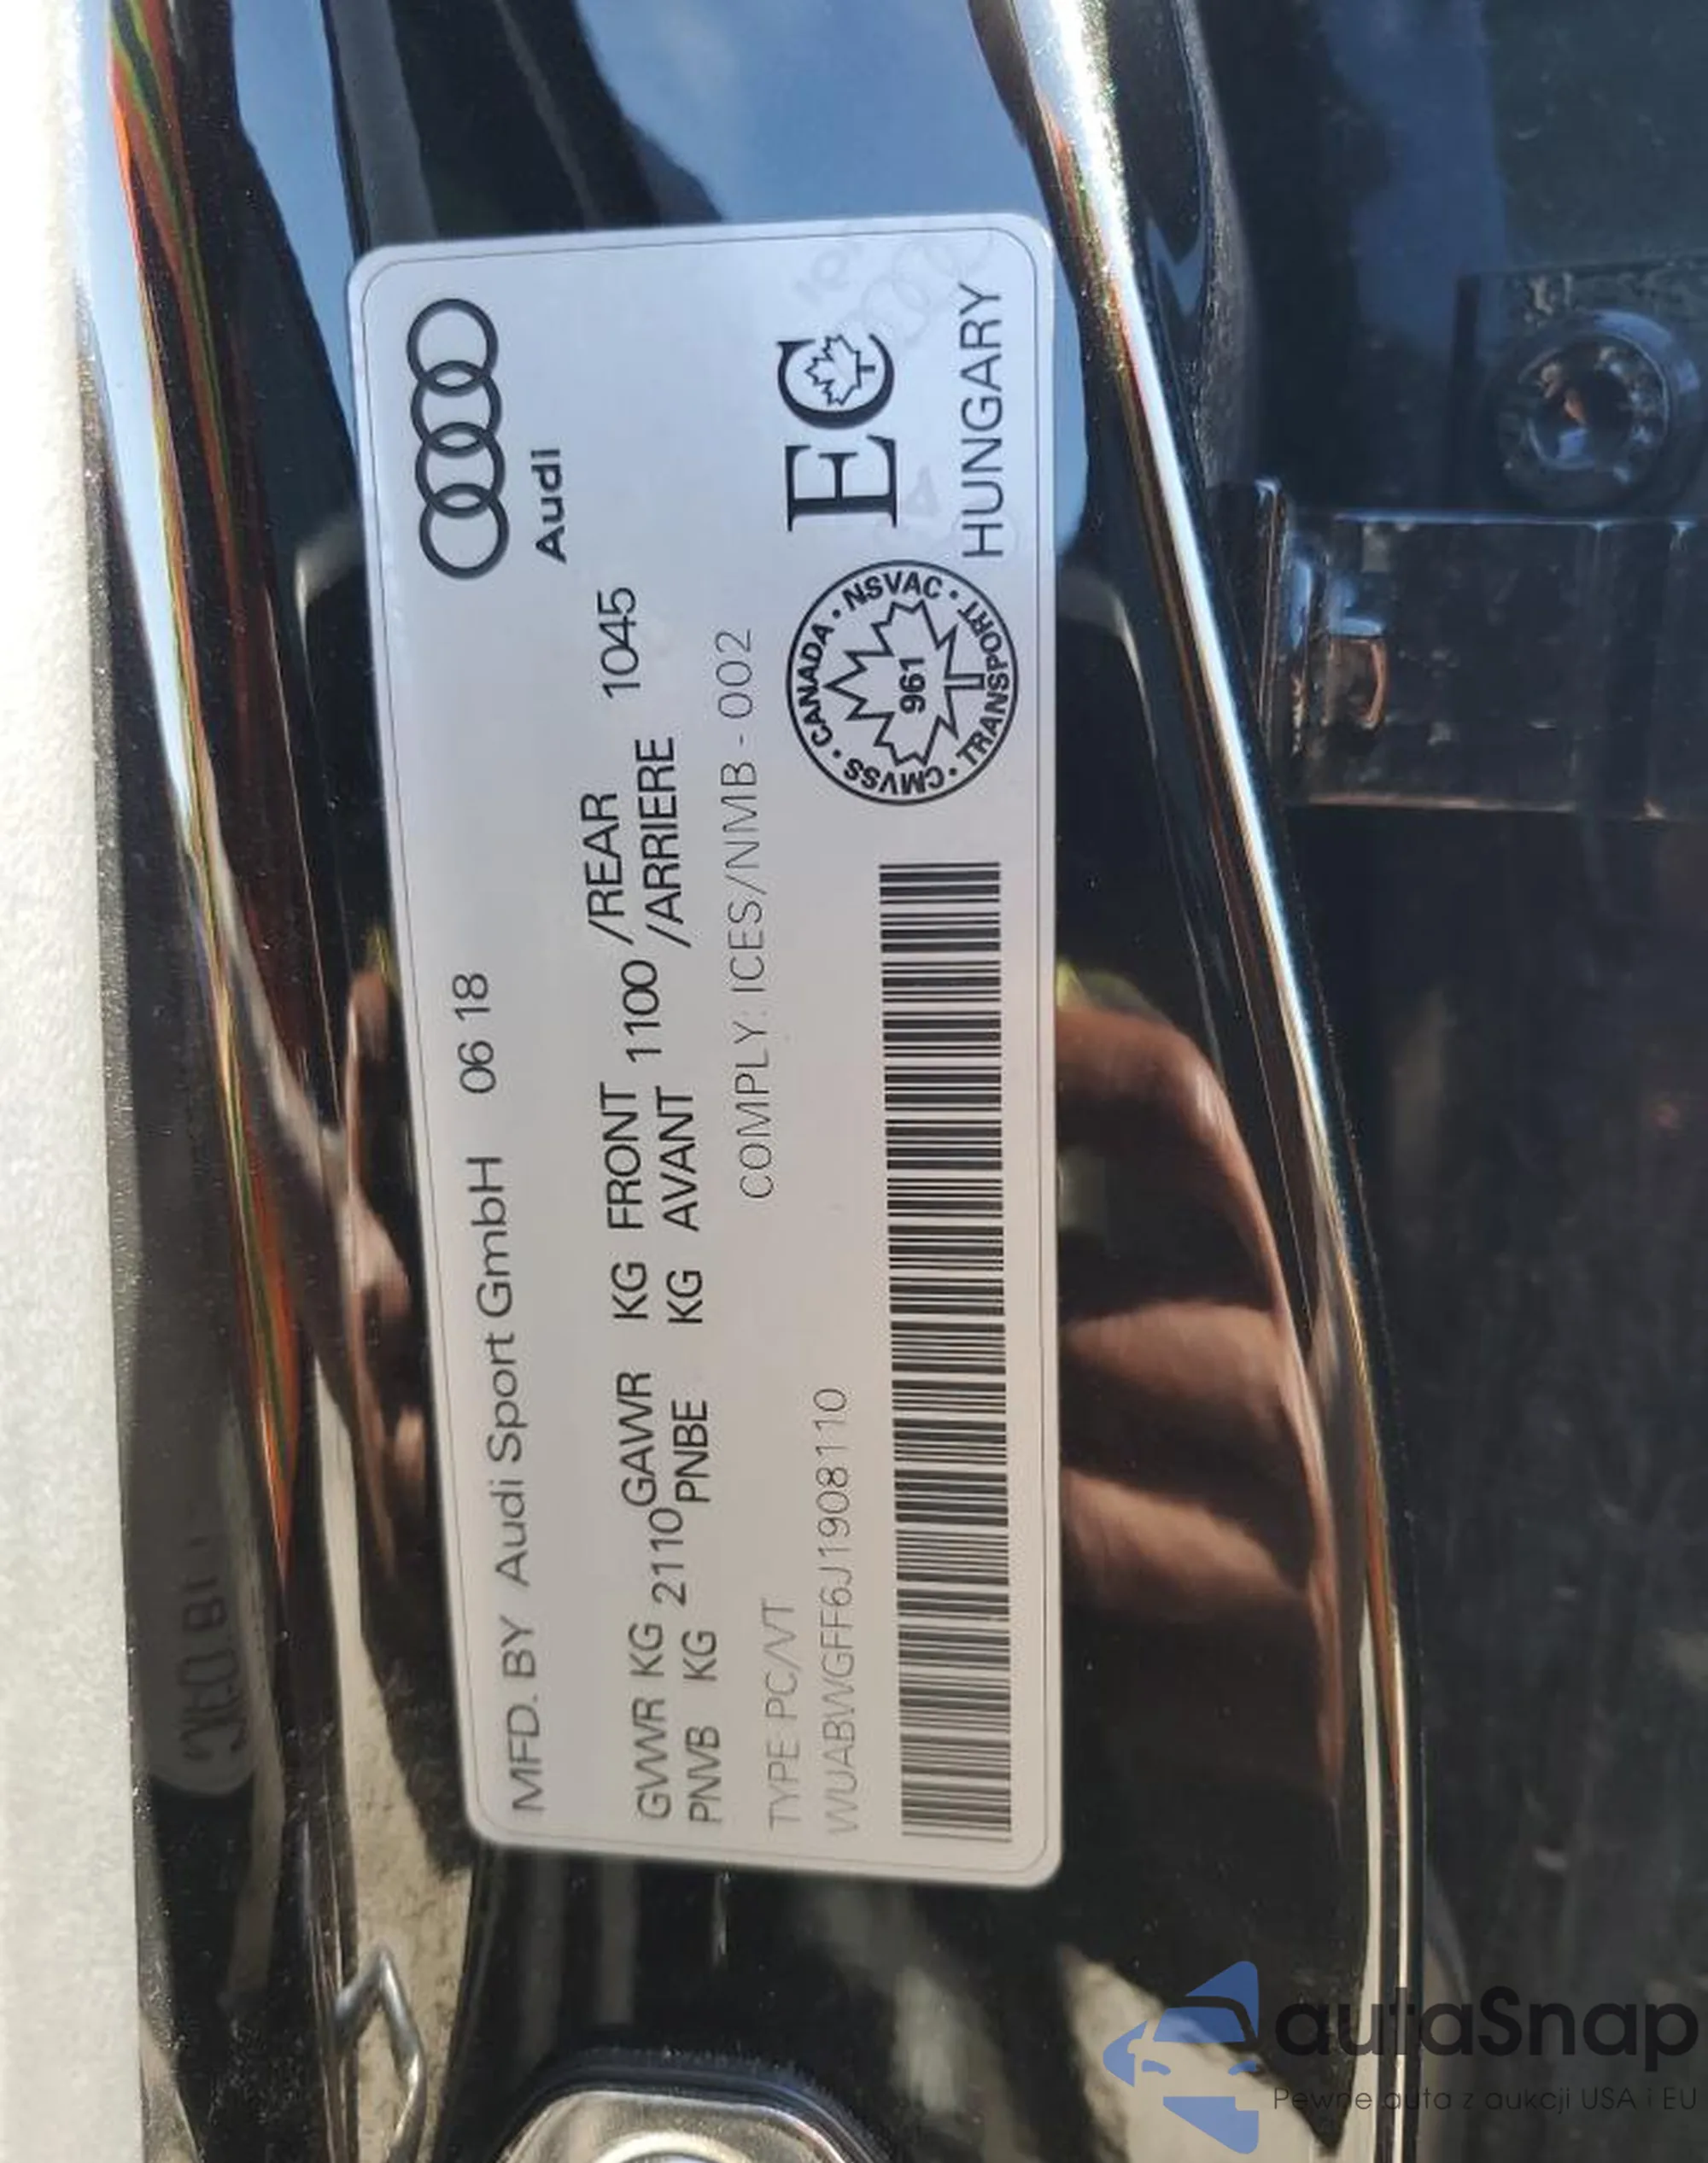 Audi
MFD. BY Audi Sport GmbH 06 18
GVWR KG 2110 GAWR KG FRONT 1100 /REAR 1045
PNVB KG PNBE KG AVANT /ARRIERE
COMPLY: ICES/NMB - 002
TYPE PC/VT
WUABWGFF6J1908110
CMVSS • CANADA • NSVAC • TRANSPORT •
961
EC
HUNGARY
autaSnap
Pewne auta z aukcji USA i EU